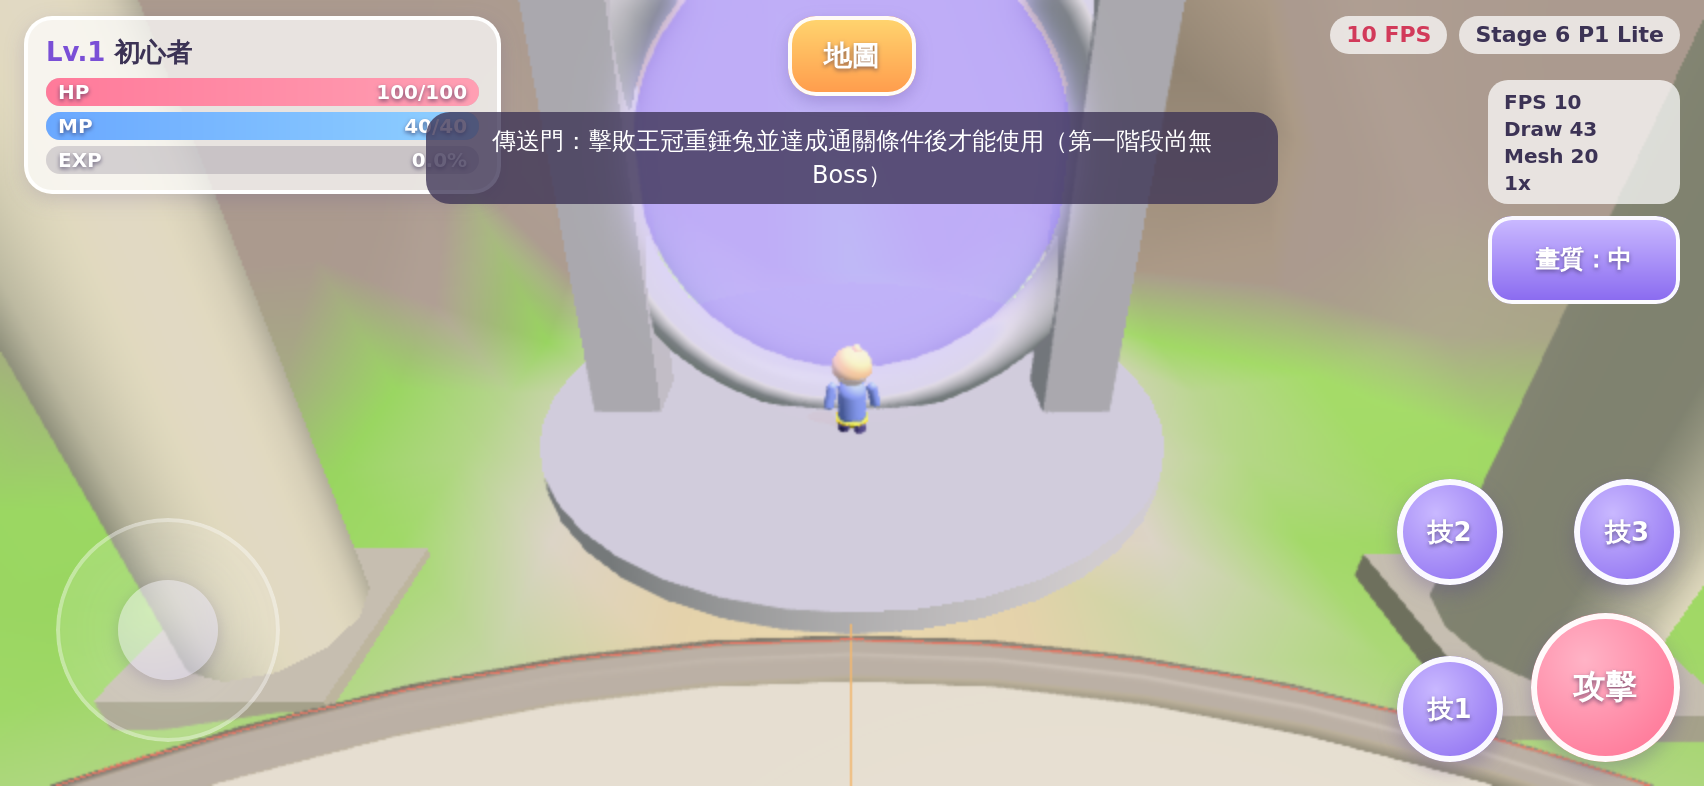 Lv.1 初心者
HP 100/100
MP 40/40
EXP 0.0%
地圖
傳送門：擊敗王冠重錘兔並達成通關條件後才能使用（第一階段尚無
Boss）
10 FPS
Stage 6 P1 Lite
FPS 10
Draw 43
Mesh 20
1x
畫質：中
技2
技3
技1
攻擊